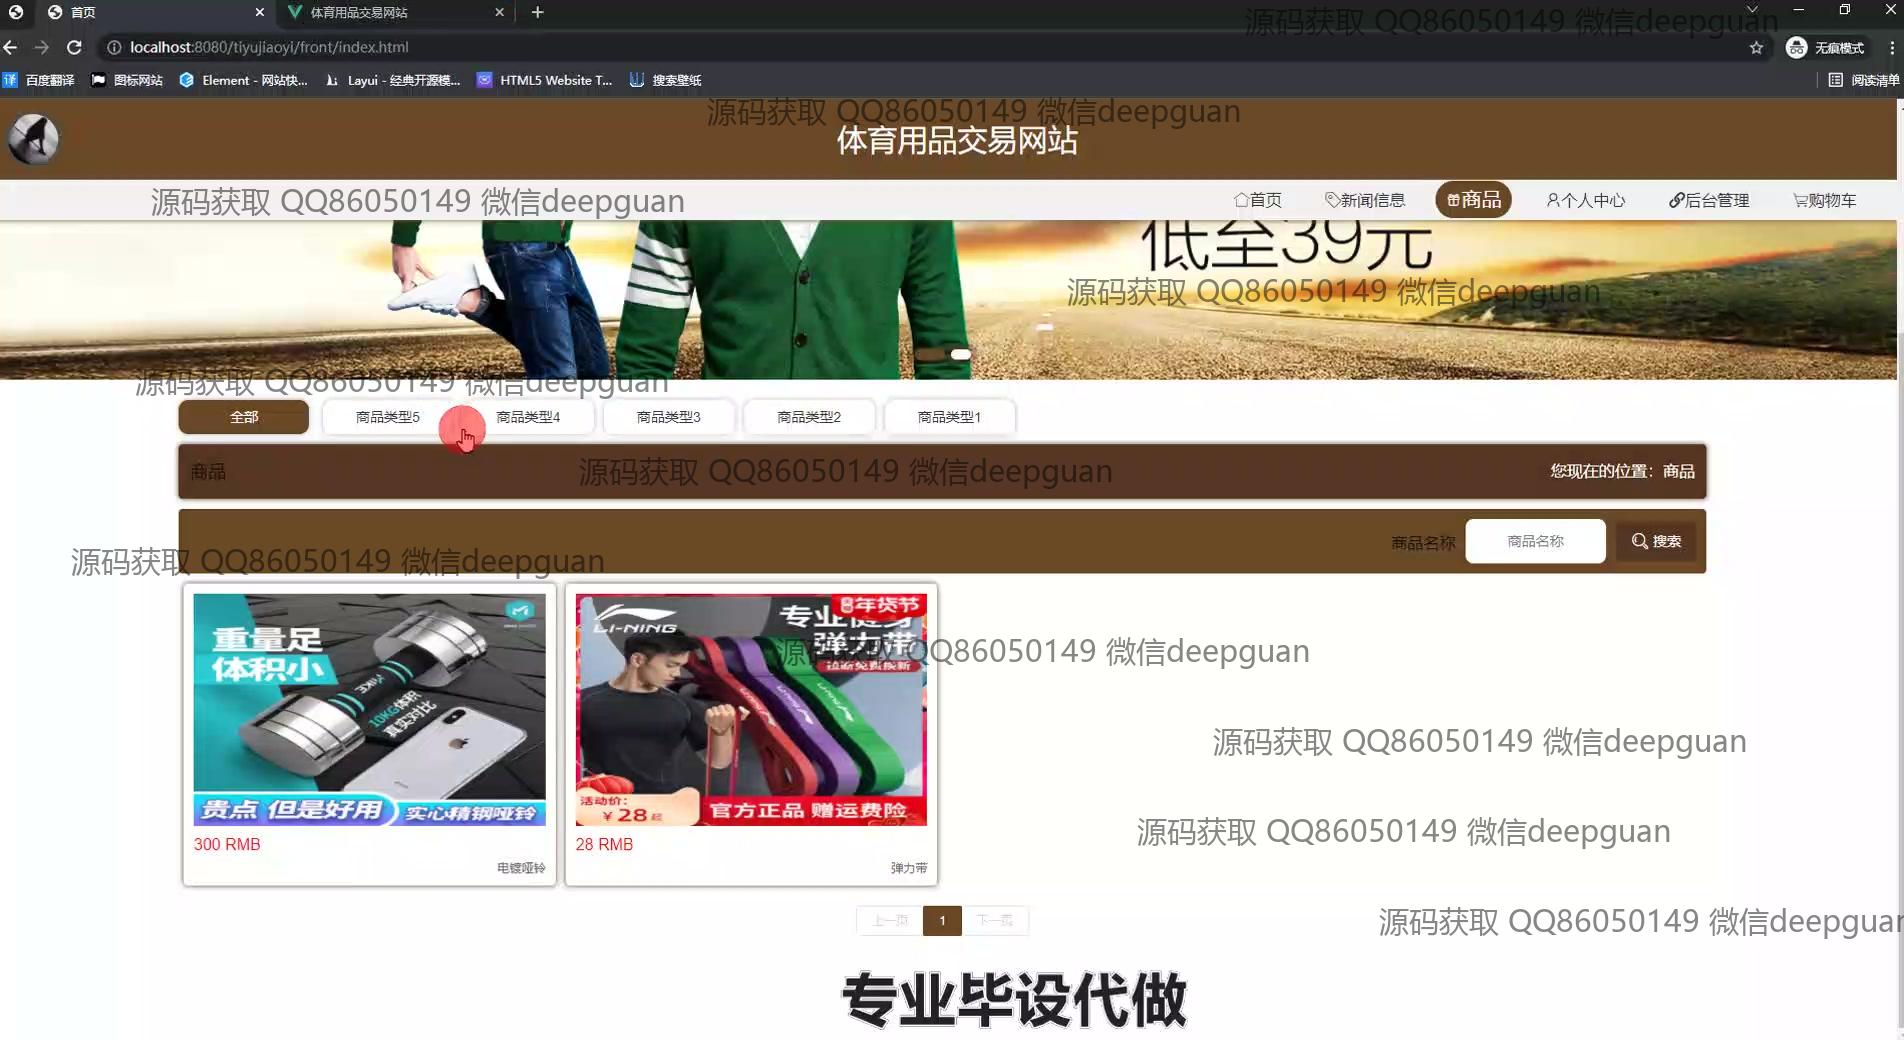 首页
体育用品交易网站
源码获取 QQ86050149 微信deepguan
localhost:8080/tiyujiaoyi/front/index.html
无痕模式
百度翻译
图标网站
Element - 网站快...
Layui - 经典开源模...
HTML5 Website T...
搜索壁纸
阅读清单
源码获取 QQ86050149 微信deepguan
体育用品交易网站
源码获取 QQ86050149 微信deepguan
首页
新闻信息
商品
个人中心
后台管理
购物车
低至39元
源码获取 QQ86050149 微信deepguan
源码获取 QQ86050149 微信deepguan
全部
商品类型5
商品类型4
商品类型3
商品类型2
商品类型1
商品
源码获取 QQ86050149 微信deepguan
您现在的位置：商品
源码获取 QQ86050149 微信deepguan
商品名称
商品名称
搜索
重量足
体积小
10KG体积
真实对比
贵点 但是好用
实心精钢哑铃
300 RMB
电镀哑铃
LI-NING
年货节
专业健身
弹力带
拉断免费换新
活动价：
¥28起
官方正品 赠运费险
28 RMB
弹力带
源码获取 QQ86050149 微信deepguan
源码获取 QQ86050149 微信deepguan
源码获取 QQ86050149 微信deepguan
上一页
1
下一页
源码获取 QQ86050149 微信deepguan
专业毕设代做